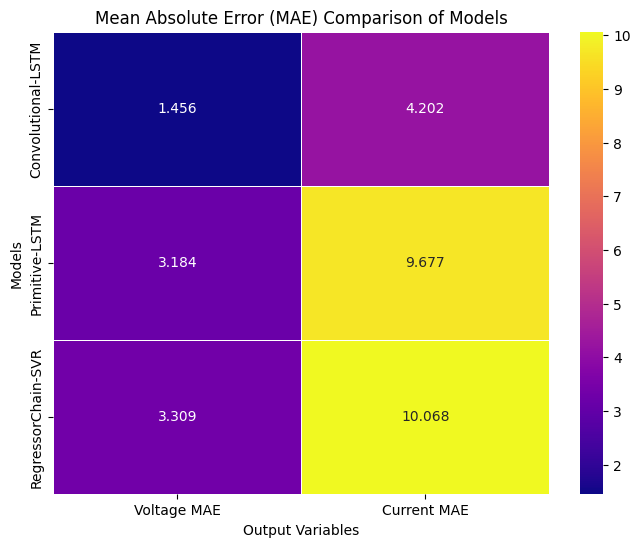 Mean Absolute Error (MAE) Comparison of Models
Models
Convolutional-LSTM
1.456
4.202
Primitive-LSTM
3.184
9.677
RegressorChain-SVR
3.309
10.068
Voltage MAE
Current MAE
Output Variables
10
9
8
7
6
5
4
3
2